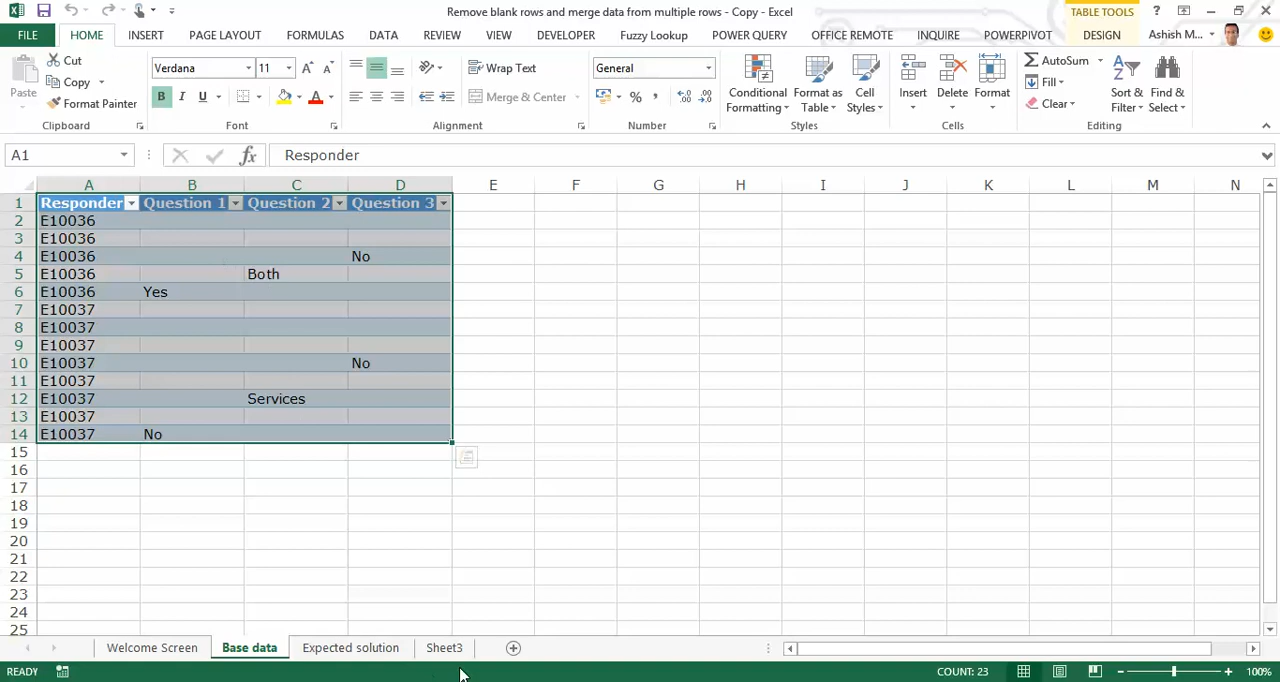 Remove blank rows and merge data from multiple rows - Copy - Excel
TABLE TOOLS
FILE HOME INSERT PAGE LAYOUT FORMULAS DATA REVIEW VIEW DEVELOPER Fuzzy Lookup POWER QUERY OFFICE REMOTE INQUIRE POWERPIVOT DESIGN Ashish M...
Paste
Cut
Copy
Format Painter
Clipboard
Verdana 11
B I U
Font
Wrap Text
Merge & Center
Alignment
General
Number
Conditional Formatting
Format as Table
Cell Styles
Styles
Insert
Delete
Format
Cells
AutoSum
Fill
Clear
Sort & Filter
Find & Select
Editing
A1 fx Responder
A B C D E F G H I J K L M N
1 Responder Question 1 Question 2 Question 3
2 E10036
3 E10036
4 E10036 No
5 E10036 Both
6 E10036 Yes
7 E10037
8 E10037
9 E10037
10 E10037 No
11 E10037
12 E10037 Services
13 E10037
14 E10037 No
15
16
17
18
19
20
21
22
23
24
25
Welcome Screen Base data Expected solution Sheet3
READY COUNT: 23 100%